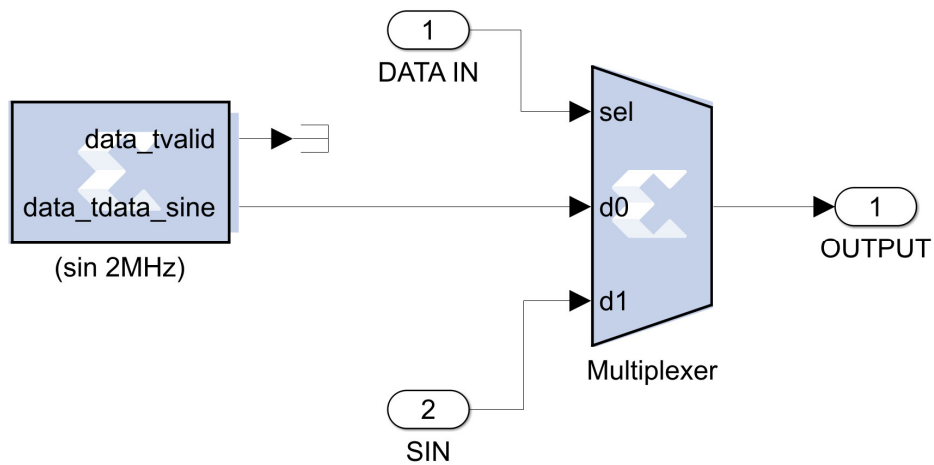 1
DATA IN
data_tvalid
data_tdata_sine
(sin 2MHz)
sel
d0
d1
Multiplexer
1
OUTPUT
2
SIN